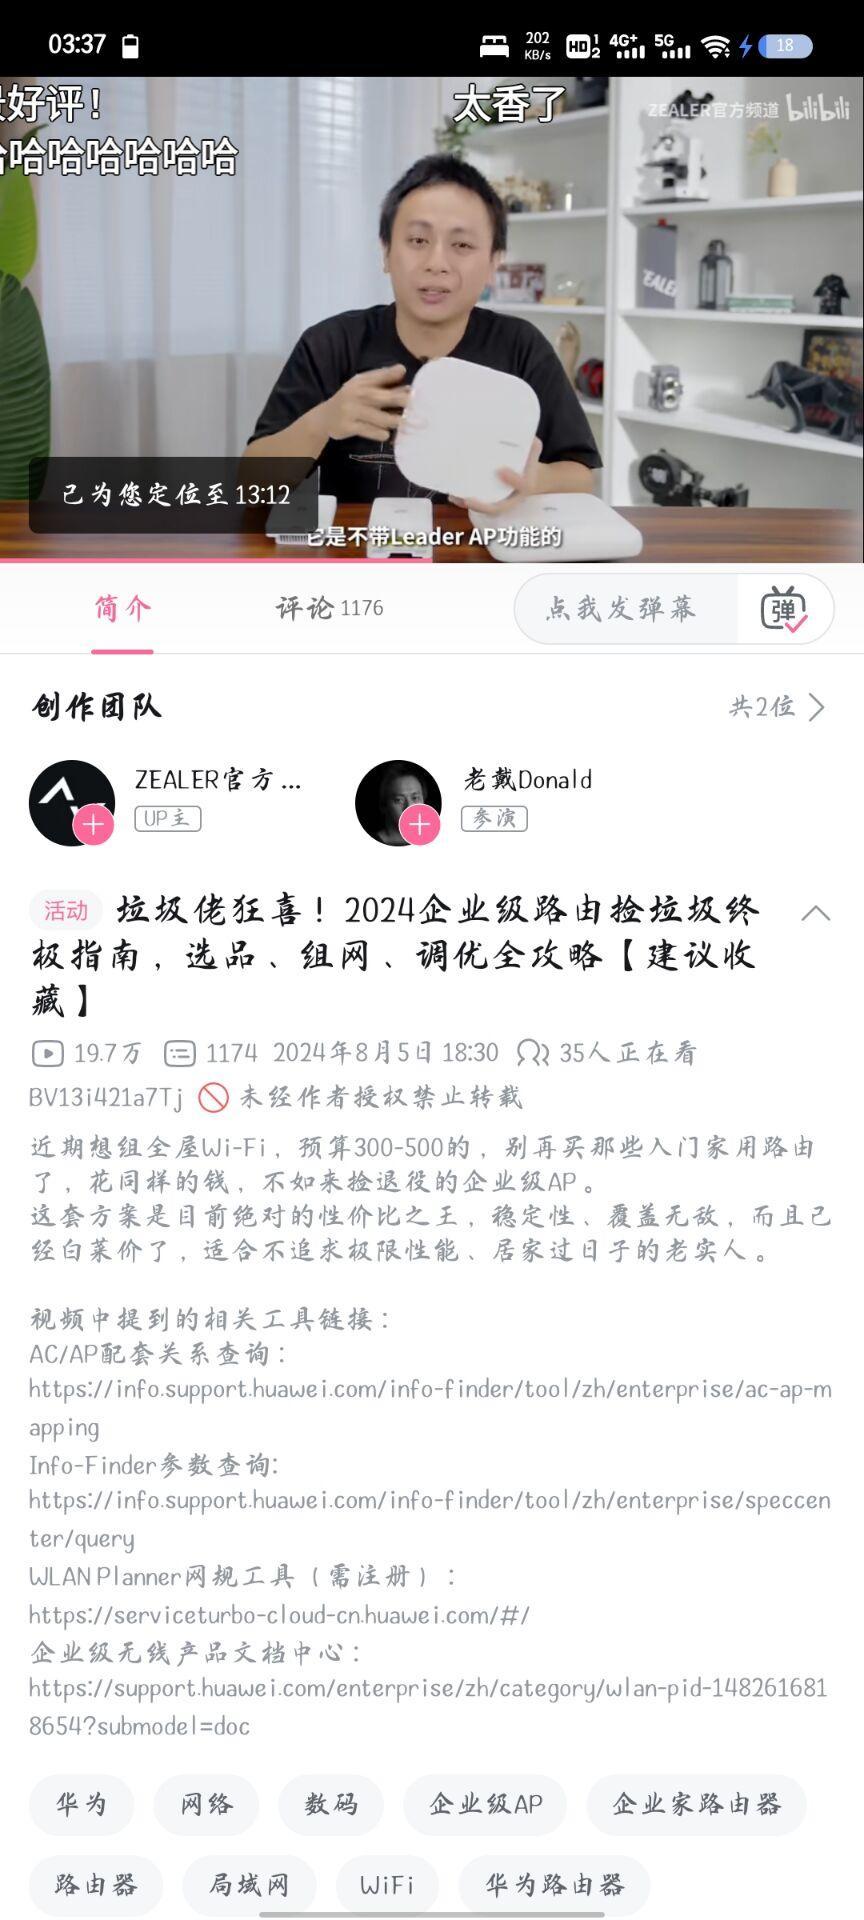 03:37
202
KB/s
HD 1 2
4G+
5G
18
好评！
太香了
ZEALER官方频道 bilibili
哈哈哈哈哈哈
已为您定位至13:12
它是不带Leader AP功能的
简介
评论 1176
点我发弹幕
弹
创作团队
共2位
ZEALER官方...
UP主
老戴Donald
参演
活动 垃圾佬狂喜！2024企业级路由捡垃圾终
极指南，选品、组网、调优全攻略【建议收
藏】
19.7万 1174 2024年8月5日 18:30 35人正在看
BV13i421a7Tj 未经作者授权禁止转载
近期想组全屋Wi-Fi，预算300-500的，别再买那些入门家用路由
了，花同样的钱，不如来捡退役的企业级AP。
这套方案是目前绝对的性价比之王，稳定性、覆盖无敌，而且已
经白菜价了，适合不追求极限性能、居家过日子的老实人。
视频中提到的相关工具链接：
AC/AP配套关系查询：
https://info.support.huawei.com/info-finder/tool/zh/enterprise/ac-ap-m
apping
Info-Finder参数查询:
https://info.support.huawei.com/info-finder/tool/zh/enterprise/speccen
ter/query
WLAN Planner网规工具（需注册）：
https://serviceturbo-cloud-cn.huawei.com/#/
企业级无线产品文档中心：
https://support.huawei.com/enterprise/zh/category/wlan-pid-148261681
8654?submodel=doc
华为
网络
数码
企业级AP
企业家路由器
路由器
局域网
WiFi
华为路由器